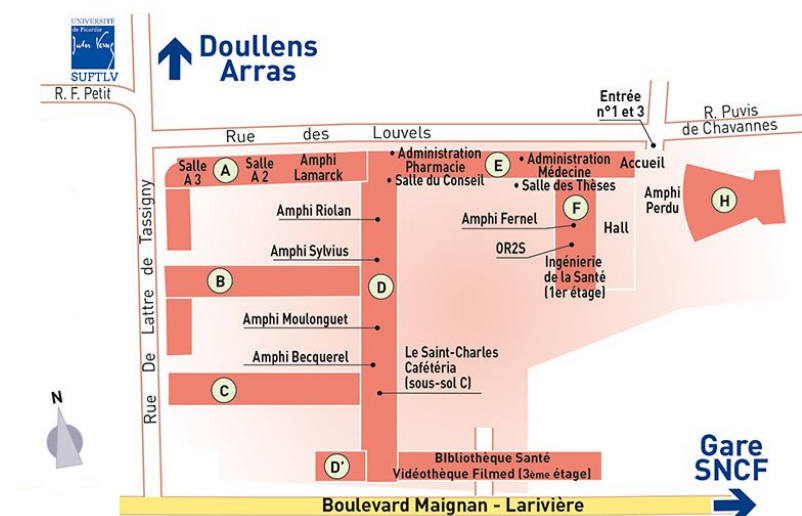 UNIVERSITÉ
de Picardie
Jules Verne
SUFTLV
Doullens
Arras
R. F. Petit
Entrée
n°1 et 3
R. Puvis
de Chavannes
Rue des Louvels
Salle
A 3
A
Salle
A 2
Amphi
Lamarck
• Administration
Pharmacie
• Salle du Conseil
E
• Administration
Médecine
• Salle des Thèses
Accueil
Amphi
Perdu
H
Amphi Riolan
Amphi Fernel
F
Hall
OR2S
Ingénierie
de la Santé
(1er étage)
Amphi Sylvius
B
D
Rue De Lattre de Tassigny
Amphi Moulonguet
Amphi Becquerel
Le Saint-Charles
Cafétéria
(sous-sol C)
C
N
D'
BIbliothèque Santé
Vidéothèque Filmed (3ème étage)
Gare
SNCF
Boulevard Maignan - Larivière